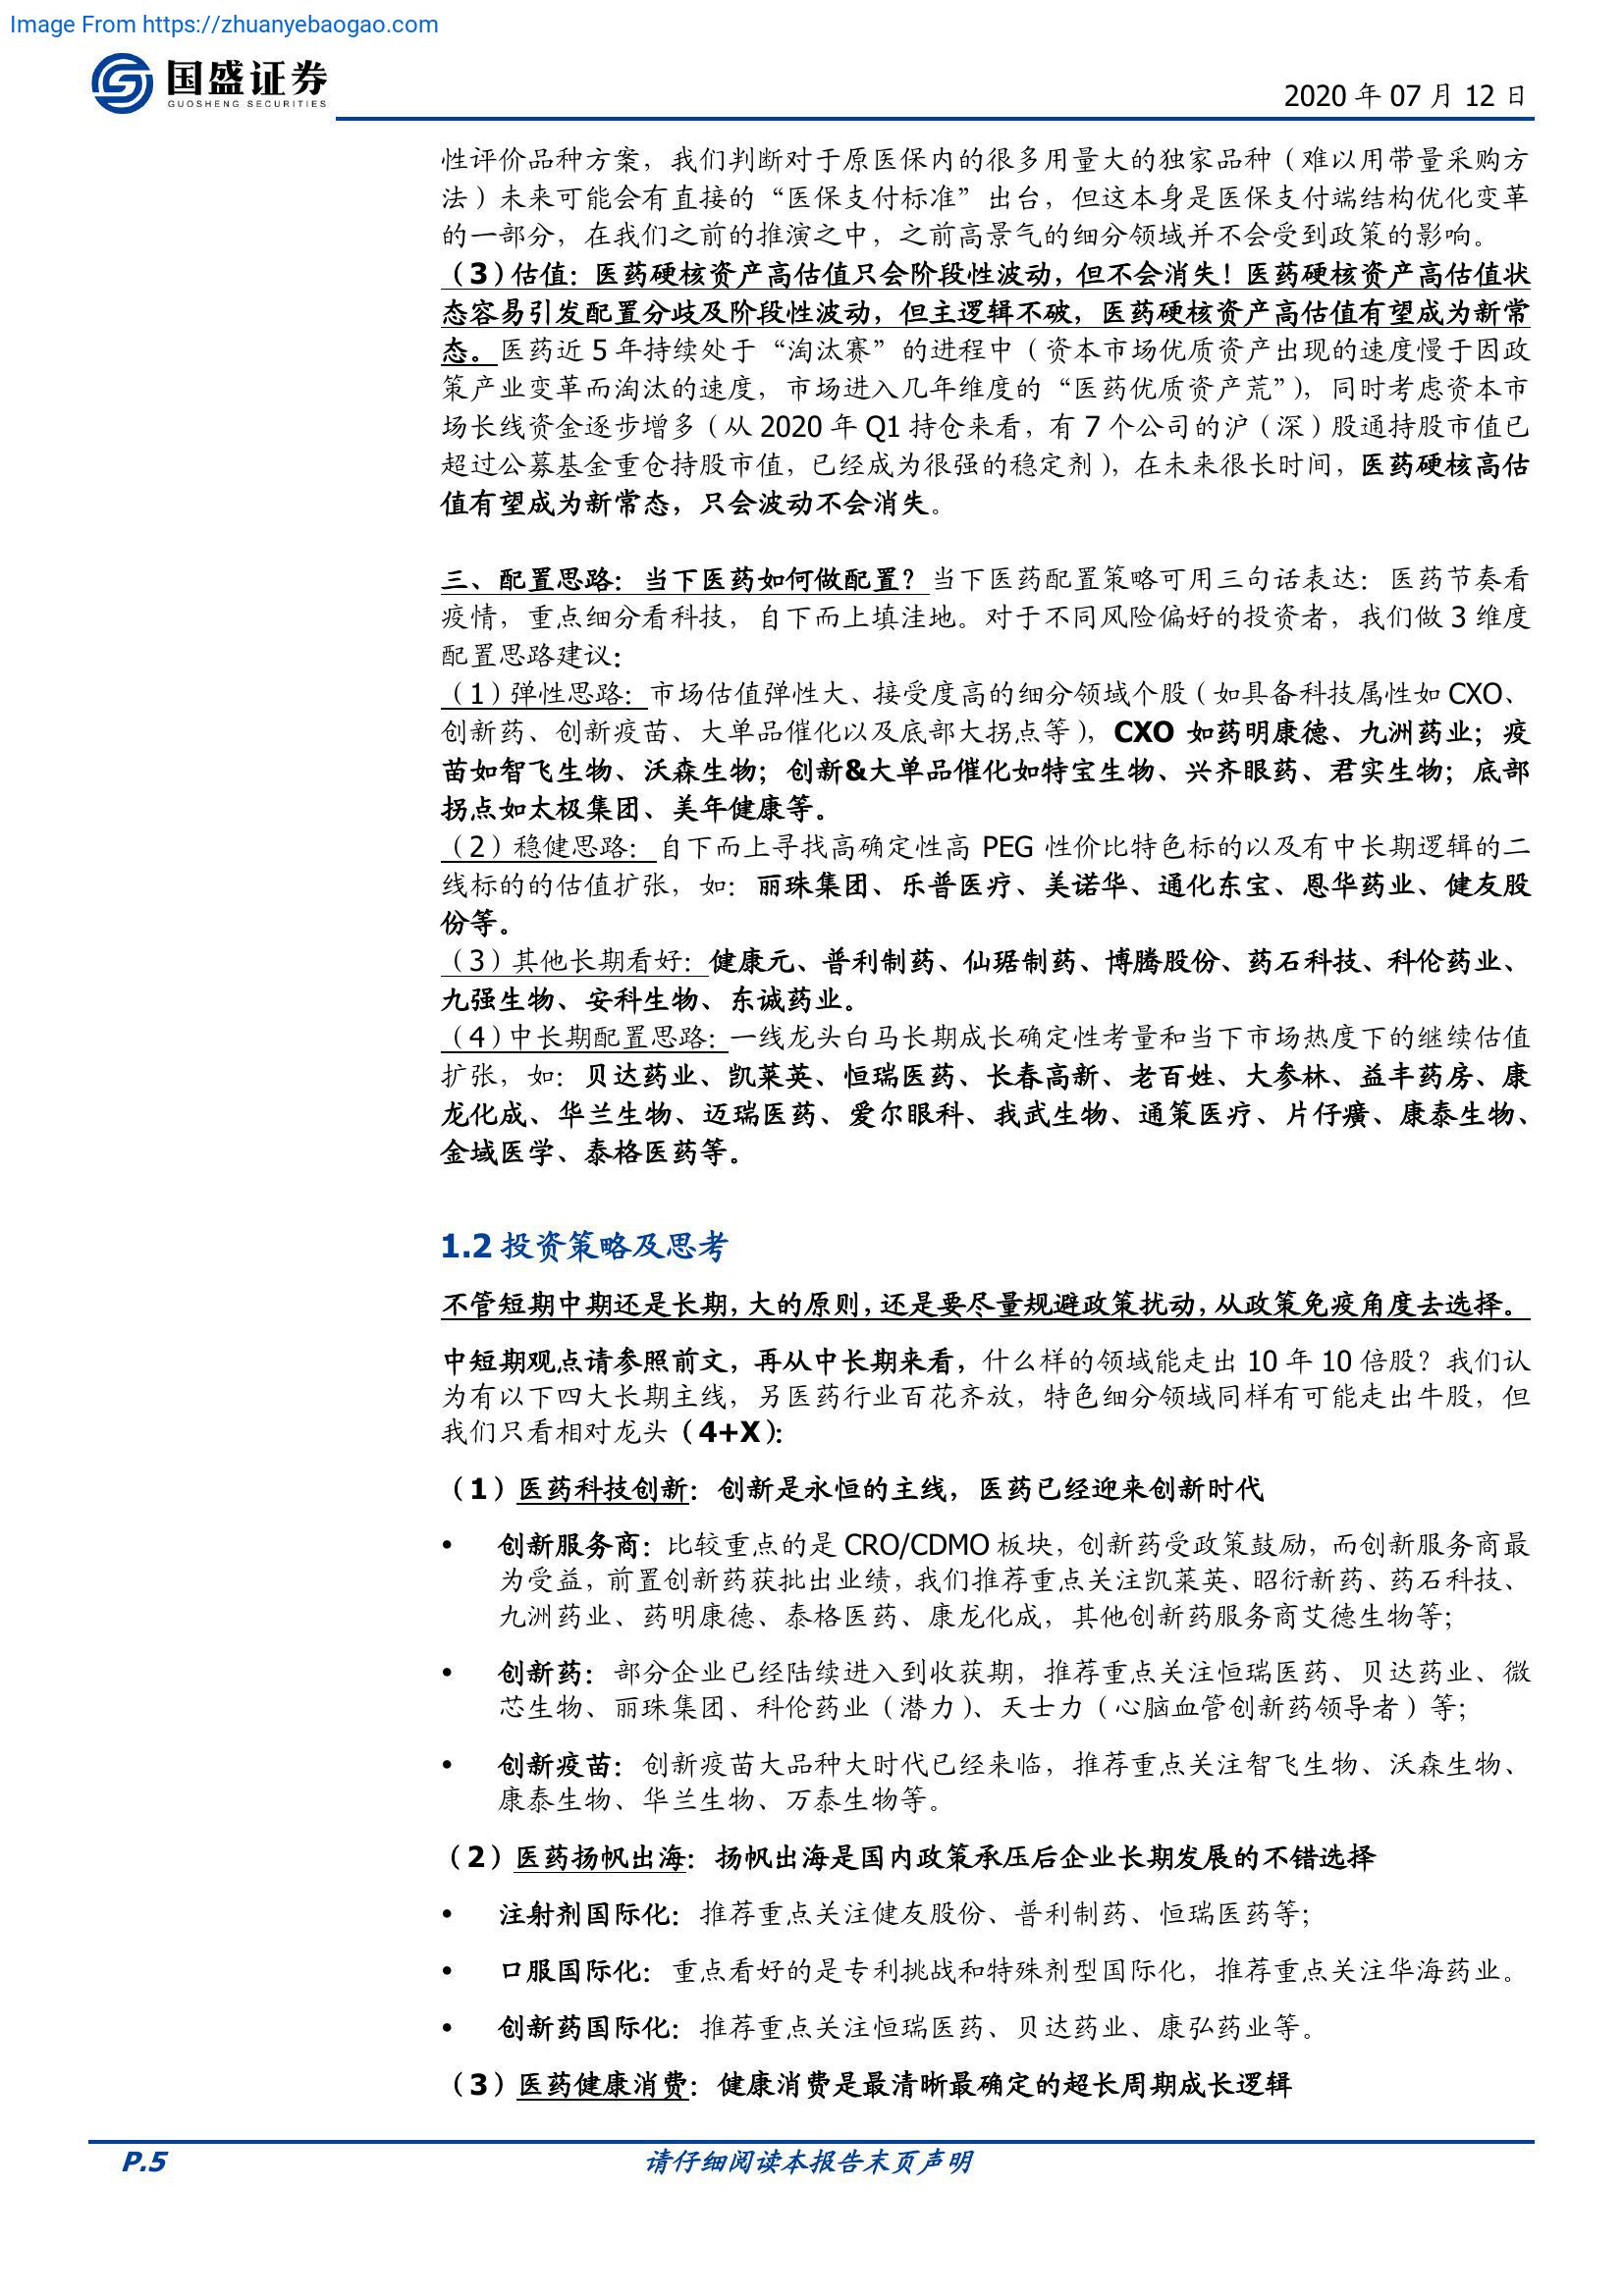 Image From https://zhuanyebaogao.com
国盛证券
GUOSHENG SECURITIES
2020 年 07 月 12 日
性评价品种方案，我们判断对于原医保内的很多用量大的独家品种（难以用带量采购方
法）未来可能会有直接的“医保支付标准”出台，但这本身是医保支付端结构优化变革
的一部分，在我们之前的推演之中，之前高景气的细分领域并不会受到政策的影响。
（3）估值：医药硬核资产高估值只会阶段性波动，但不会消失！医药硬核资产高估值状
态容易引发配置分歧及阶段性波动，但主逻辑不破，医药硬核资产高估值有望成为新常
态。医药近 5 年持续处于“淘汰赛”的进程中（资本市场优质资产出现的速度慢于因政
策产业变革而淘汰的速度，市场进入几年维度的“医药优质资产荒”），同时考虑资本市
场长线资金逐步增多（从 2020 年 Q1 持仓来看，有 7 个公司的沪（深）股通持股市值已
超过公募基金重仓持股市值，已经成为很强的稳定剂），在未来很长时间，医药硬核高估
值有望成为新常态，只会波动不会消失。
三、配置思路：当下医药如何做配置？当下医药配置策略可用三句话表达：医药节奏看
疫情，重点细分看科技，自下而上填洼地。对于不同风险偏好的投资者，我们做 3 维度
配置思路建议：
（1）弹性思路：市场估值弹性大、接受度高的细分领域个股（如具备科技属性如 CXO、
创新药、创新疫苗、大单品催化以及底部大拐点等），CXO 如药明康德、九洲药业；疫
苗如智飞生物、沃森生物；创新&大单品催化如特宝生物、兴齐眼药、君实生物；底部
拐点如太极集团、美年健康等。
（2）稳健思路：自下而上寻找高确定性高 PEG 性价比特色标的以及有中长期逻辑的二
线标的的估值扩张，如：丽珠集团、乐普医疗、美诺华、通化东宝、恩华药业、健友股
份等。
（3）其他长期看好：健康元、普利制药、仙琚制药、博腾股份、药石科技、科伦药业、
九强生物、安科生物、东诚药业。
（4）中长期配置思路：一线龙头白马长期成长确定性考量和当下市场热度下的继续估值
扩张，如：贝达药业、凯莱英、恒瑞医药、长春高新、老百姓、大参林、益丰药房、康
龙化成、华兰生物、迈瑞医药、爱尔眼科、我武生物、通策医疗、片仔癀、康泰生物、
金域医学、泰格医药等。
1.2 投资策略及思考
不管短期中期还是长期，大的原则，还是要尽量规避政策扰动，从政策免疫角度去选择。
中短期观点请参照前文，再从中长期来看，什么样的领域能走出 10 年 10 倍股？我们认
为有以下四大长期主线，另医药行业百花齐放，特色细分领域同样有可能走出牛股，但
我们只看相对龙头（4+X）：
（1）医药科技创新：创新是永恒的主线，医药已经迎来创新时代
• 创新服务商：比较重点的是 CRO/CDMO 板块，创新药受政策鼓励，而创新服务商最
为受益，前置创新药获批出业绩，我们推荐重点关注凯莱英、昭衍新药、药石科技、
九洲药业、药明康德、泰格医药、康龙化成，其他创新药服务商艾德生物等；
• 创新药：部分企业已经陆续进入到收获期，推荐重点关注恒瑞医药、贝达药业、微
芯生物、丽珠集团、科伦药业（潜力）、天士力（心脑血管创新药领导者）等；
• 创新疫苗：创新疫苗大品种大时代已经来临，推荐重点关注智飞生物、沃森生物、
康泰生物、华兰生物、万泰生物等。
（2）医药扬帆出海：扬帆出海是国内政策承压后企业长期发展的不错选择
• 注射剂国际化：推荐重点关注健友股份、普利制药、恒瑞医药等；
• 口服国际化：重点看好的是专利挑战和特殊剂型国际化，推荐重点关注华海药业。
• 创新药国际化：推荐重点关注恒瑞医药、贝达药业、康弘药业等。
（3）医药健康消费：健康消费是最清晰最确定的超长周期成长逻辑
P.5
请仔细阅读本报告末页声明